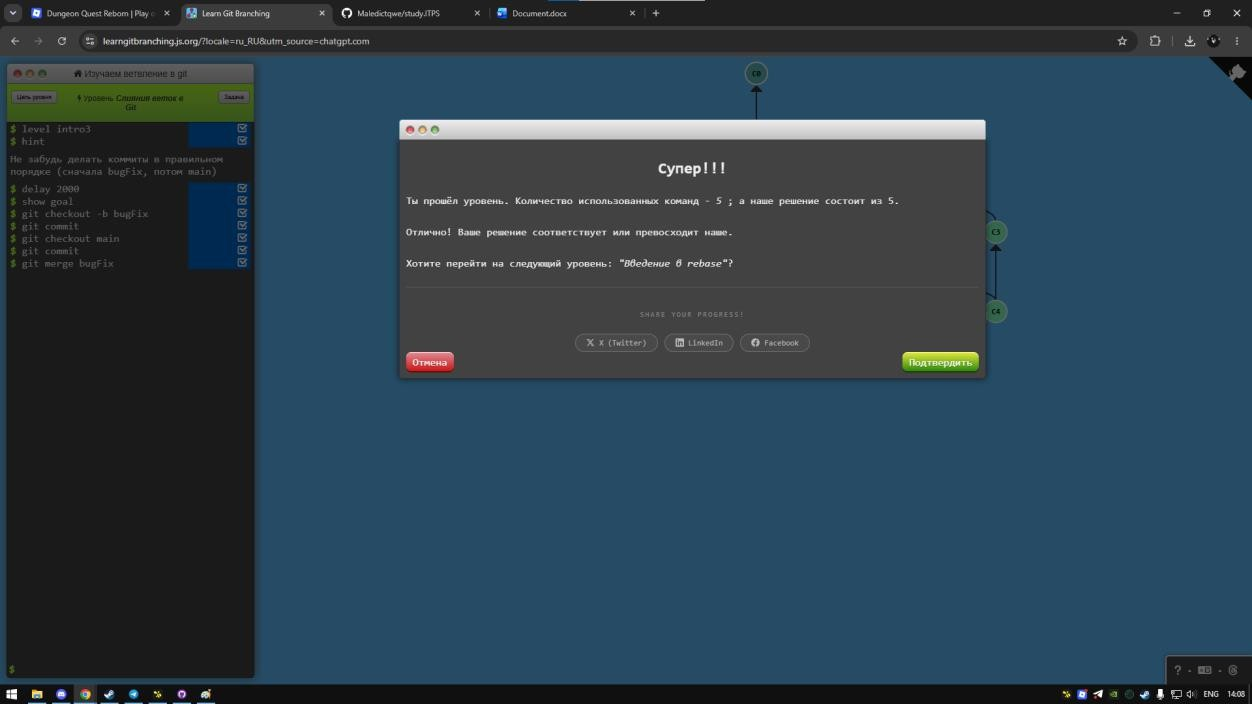 Dungeon Quest Reborn | Play o
Learn Git Branching
Maledictqwe/studyJTPS
Document.docx
learngitbranching.js.org/?locale=ru_RU&utm_source=chatgpt.com
Изучаем ветвление в git
Цель уровня
Уровень Слияния веток в Git
Задача
$ level intro3
$ hint
Не забудь делать коммиты в правильном
порядке (сначала bugFix, потом main)
$ delay 2000
$ show goal
$ git checkout -b bugFix
$ git commit
$ git checkout main
$ git commit
$ git merge bugFix
$
C0
C3
C4
Супер!!!
Ты прошёл уровень. Количество использованных команд - 5 ; а наше решение состоит из 5.
Отлично! Ваше решение соответствует или превосходит наше.
Хотите перейти на следующий уровень: "Введение в rebase"?
SHARE YOUR PROGRESS!
X (Twitter)
LinkedIn
Facebook
Отмена
Подтвердить
ENG
14:08